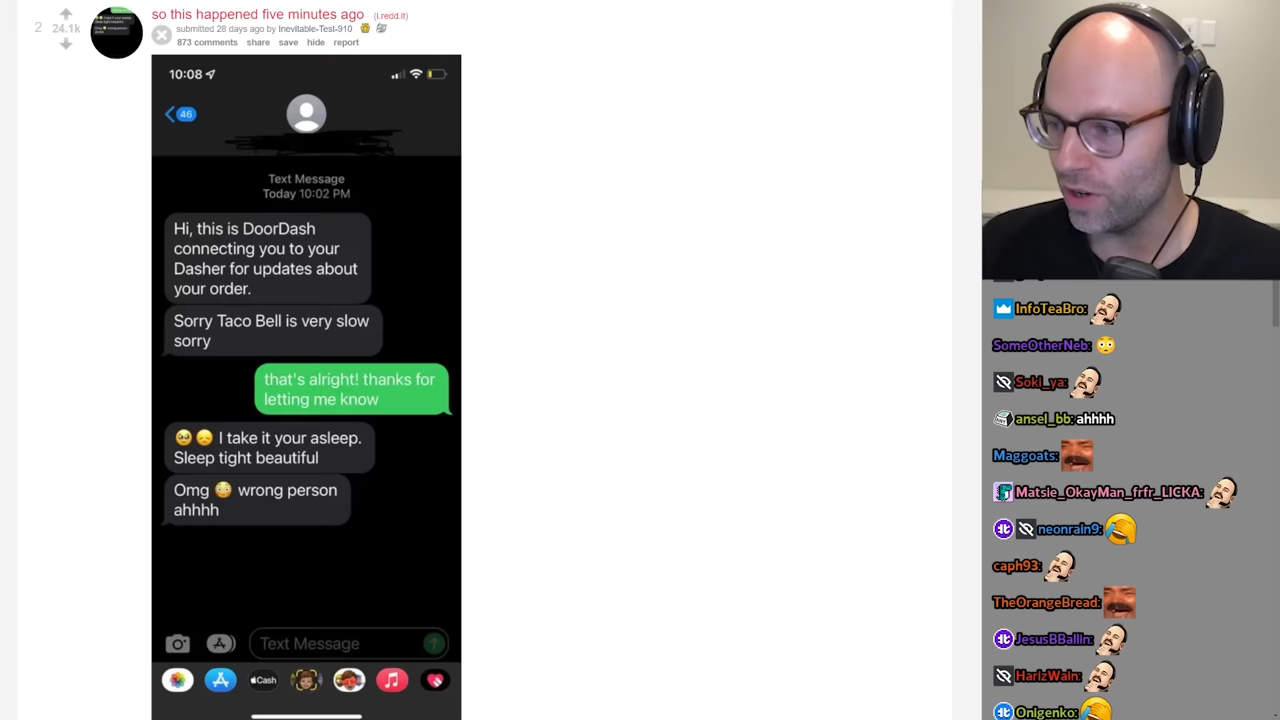 2
24.1k
so this happened five minutes ago (i.redd.it)
submitted 28 days ago by Inevitable-Test-910
873 comments share save hide report
10:08
46
Text Message
Today 10:02 PM
Hi, this is DoorDash
connecting you to your
Dasher for updates about
your order.
Sorry Taco Bell is very slow
sorry
that's alright! thanks for
letting me know
🥹😞 I take it your asleep.
Sleep tight beautiful
Omg 😳 wrong person
ahhhh
Text Message
Cash
InfoTeaBro:
SomeOtherNeb: 😳
Soki_ya:
ansel_bb: ahhhh
Maggoats:
Matsie_OkayMan_frfr_LICKA:
neonrain9:
caph93:
TheOrangeBread:
JesusBBallin:
HarlzWain:
Onigenko: